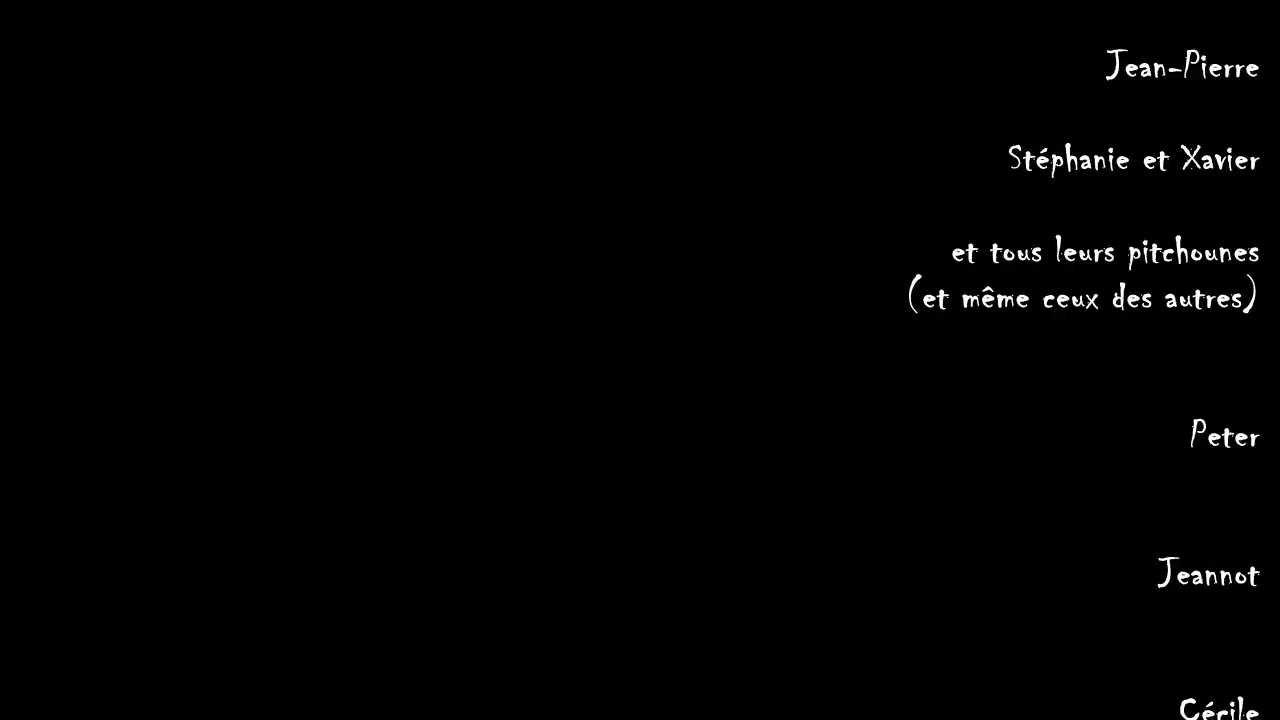 Jean-Pierre
Stéphanie et Xavier
et tous leurs pitchounes
(et même ceux des autres)
Peter
Jeannot
Cécile